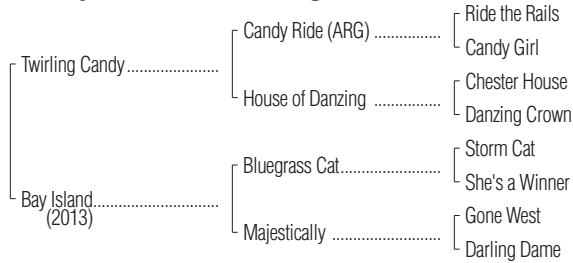 Ride the Rails
Candy Ride (ARG) ................
Candy Girl
Twirling Candy ......................
Chester House
House of Danzing ................
Danzing Crown
Storm Cat
Bluegrass Cat........................
She's a Winner
Bay Island..............................
(2013)
Gone West
Majestically ..........................
Darling Dame